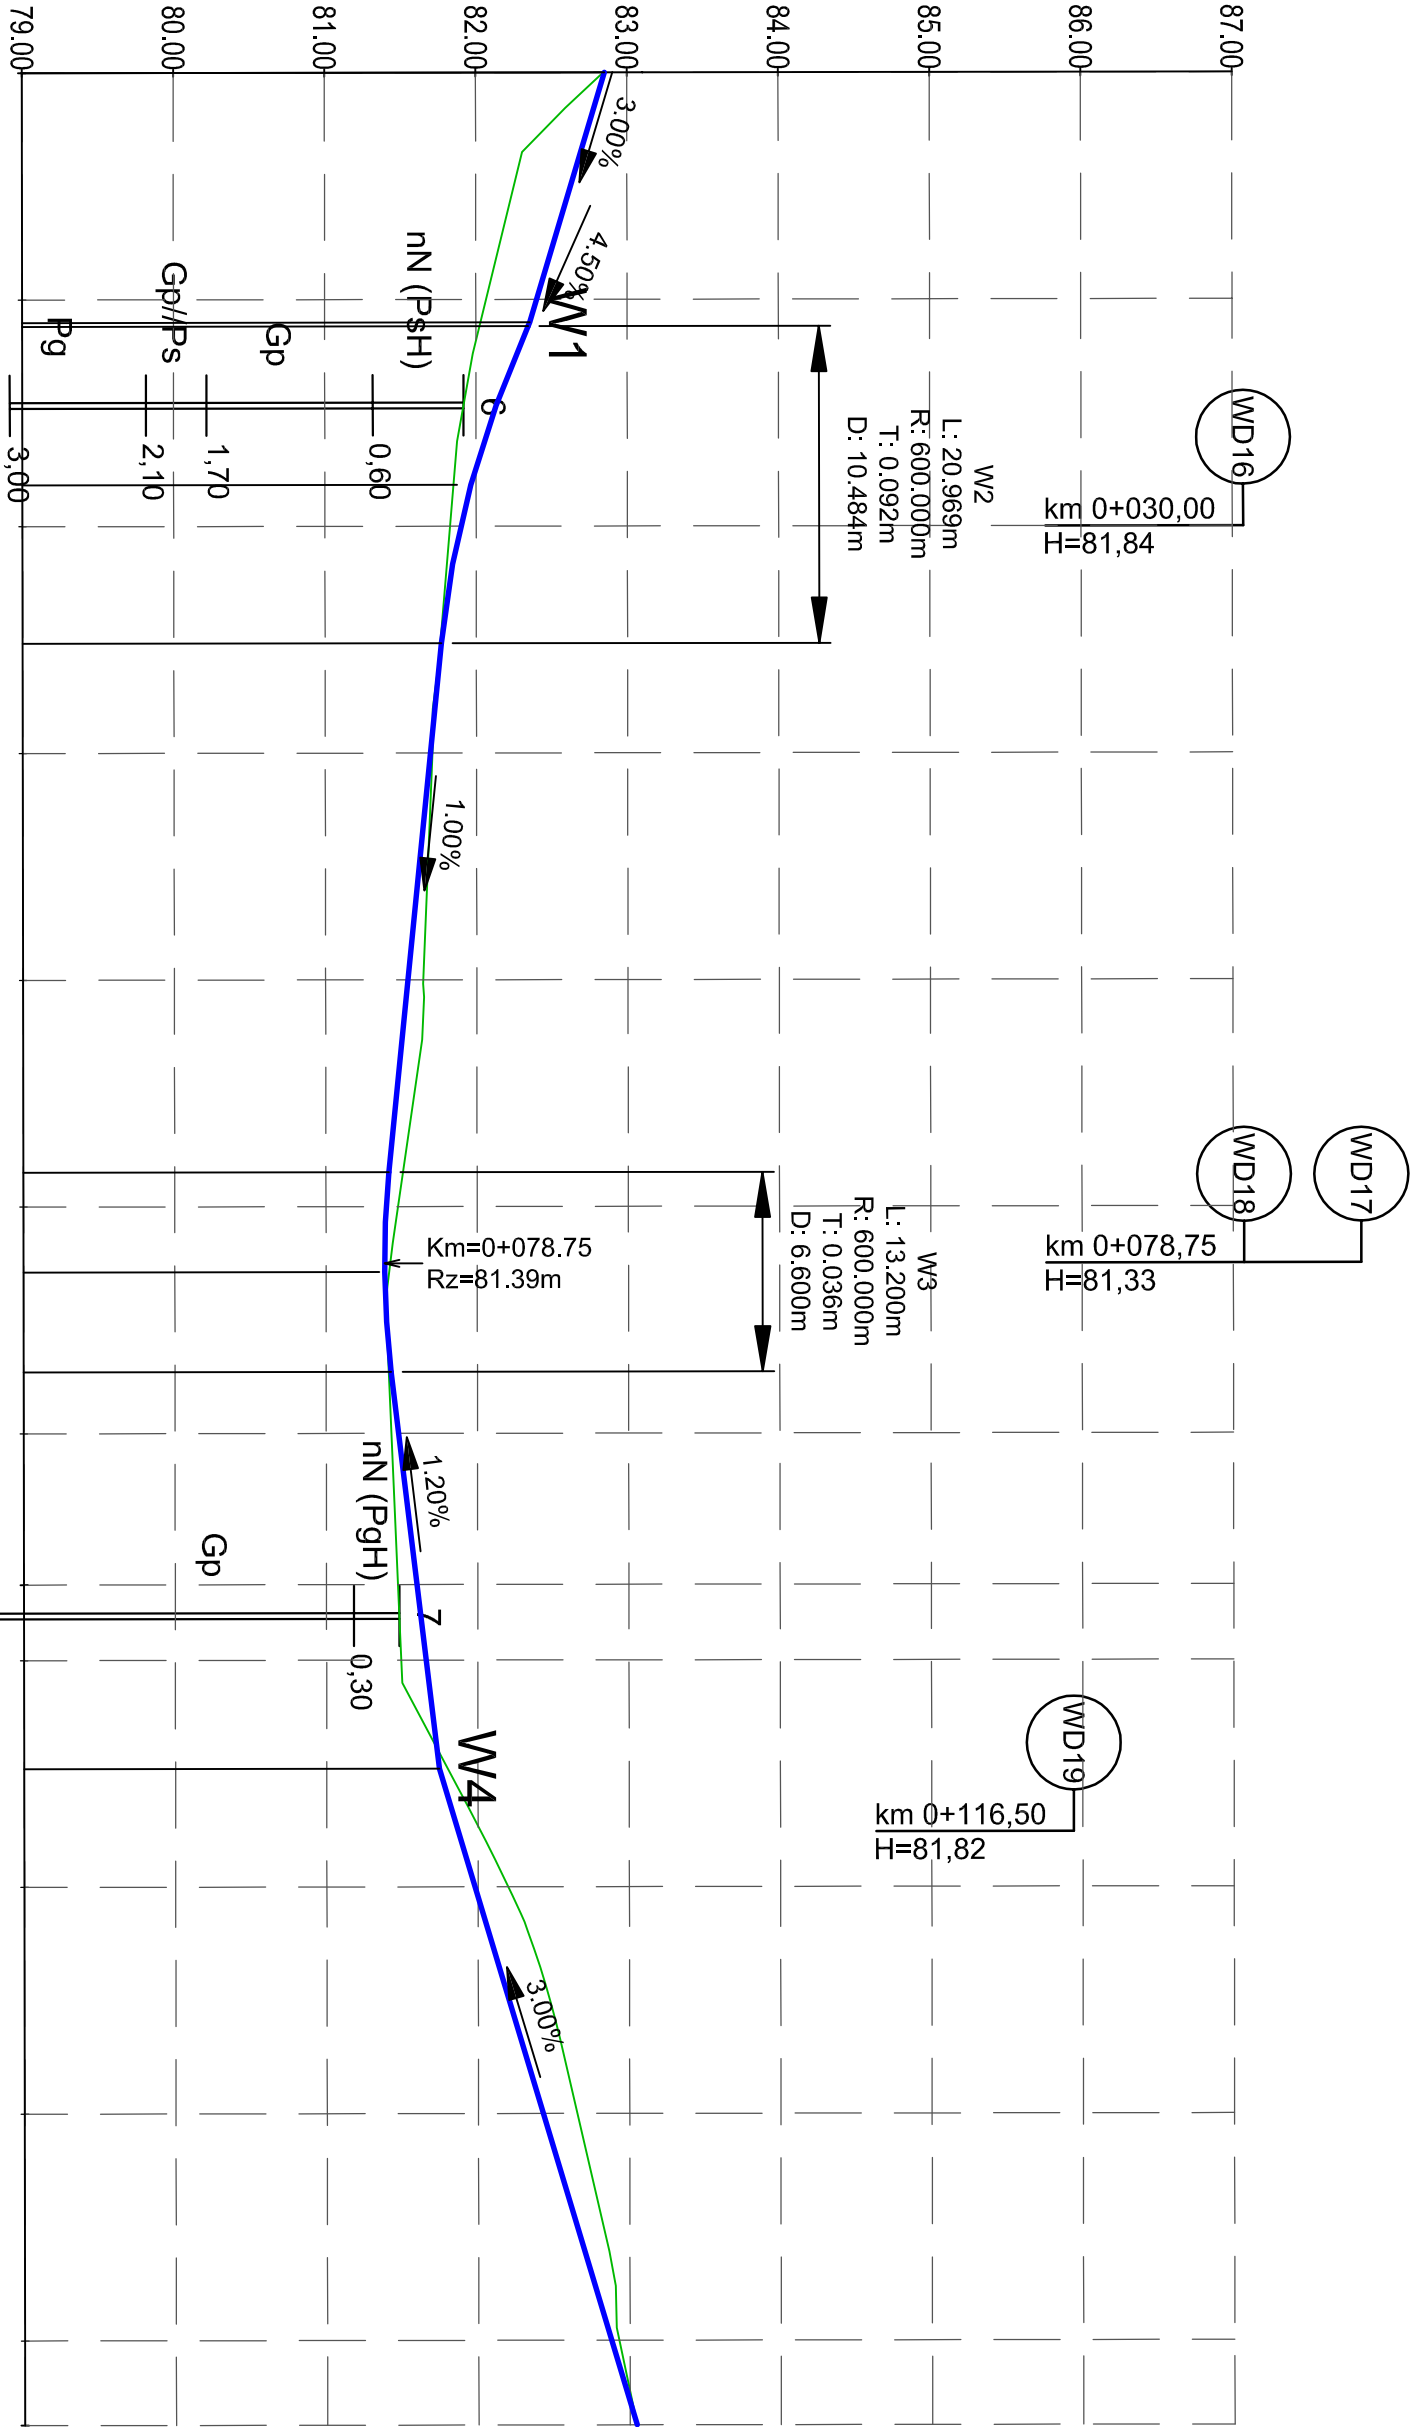 87.00
86.00
85.00
84.00
83.00
82.00
81.00
80.00
79.00
3.00%
4.50%
W1
nN (PsH)
Gp
Gp//Ps
Pg
6
0,60
1,70
2,10
3,00
W2
L: 20.969m
R: 600.000m
T: 0.092m
D: 10.484m
WD16
km 0+030,00
H=81,84
1.00%
WD17
WD18
km 0+078,75
H=81,33
W3
L: 13.200m
R: 600.000m
T: 0.036m
D: 6.600m
Km=0+078.75
Rz=81.39m
1.20%
nN (PgH)
Gp
7
0,30
W4
WD19
km 0+116,50
H=81,82
3.00%